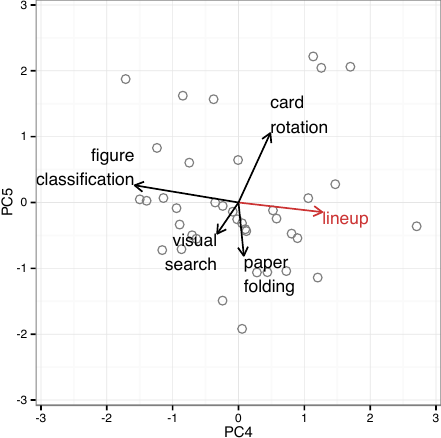 3
2
1
0
-1
-2
-3
PC5
card
rotation
figure
classification
lineup
visual
search
paper
folding
-3 -2 -1 0 1 2 3
PC4